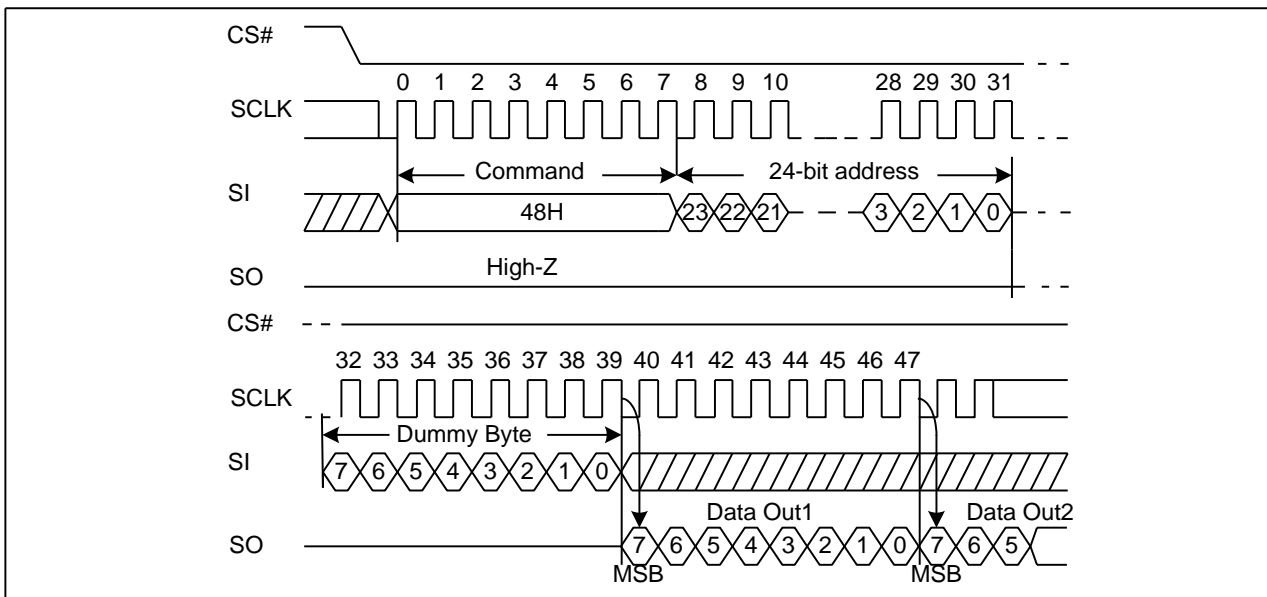 CS#
0 1 2 3 4 5 6 7 8 9 10 28 29 30 31
SCLK
Command 24-bit address
SI
48H 23 22 21 3 2 1 0
High-Z
SO
CS#
32 33 34 35 36 37 38 39 40 41 42 43 44 45 46 47
SCLK
Dummy Byte
SI
7 6 5 4 3 2 1 0
Data Out1 Data Out2
SO
7 6 5 4 3 2 1 0 7 6 5
MSB MSB